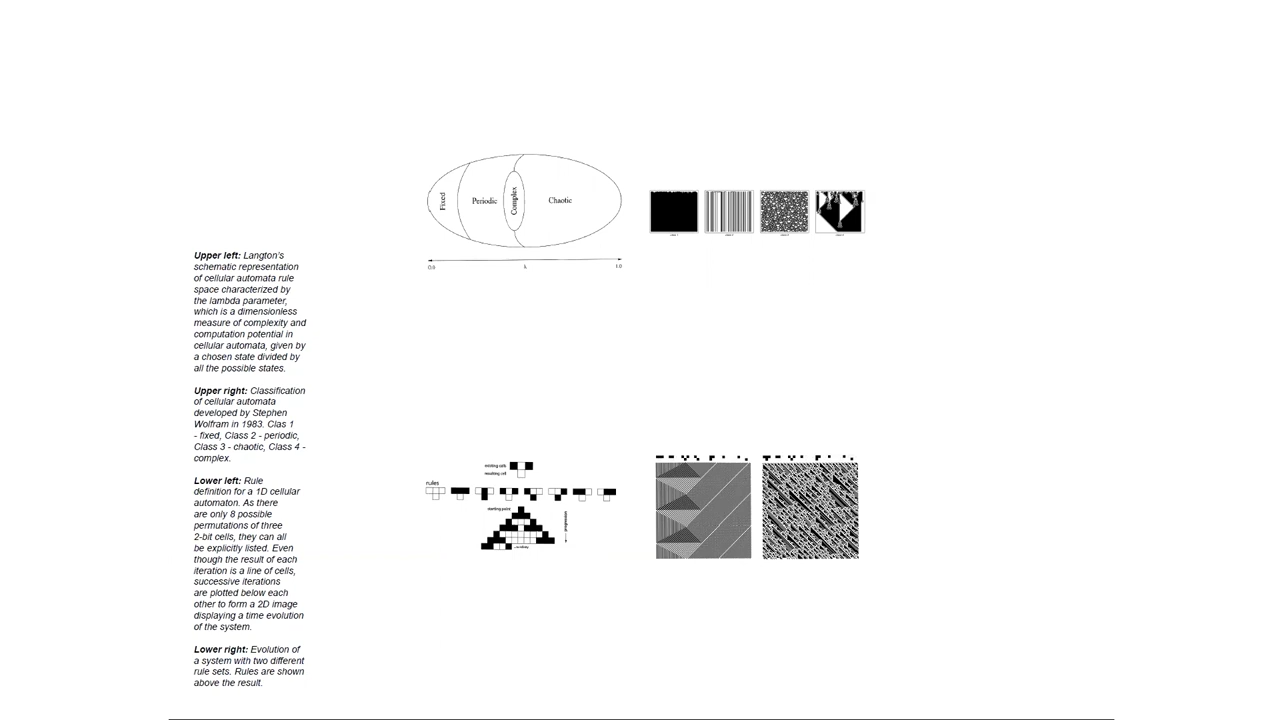 Fixed
Periodic
Complex
Chaotic
0.0
1.0
Upper left: Langton's
schematic representation
of cellular automata rule
space characterized by
the lambda parameter,
which is a dimensionless
measure of complexity and
computation potential in
cellular automata, given by
a chosen state divided by
all the possible states.
Upper right: Classification
of cellular automata
developed by Stephen
Wolfram in 1983. Clas 1
- fixed, Class 2 - periodic,
Class 3 - chaotic, Class 4 -
complex.
Lower left: Rule
definition for a 1D cellular
automaton. As there
are only 8 possible
permutations of three
2-bit cells, they can all
be explicitly listed. Even
though the result of each
iteration is a line of cells,
successive iterations
are plotted below each
other to form a 2D image
displaying a time evolution
of the system.
Lower right: Evolution of
a system with two different
rule sets. Rules are shown
above the result.
existing cells
resulting cell
rules
starting point
progression